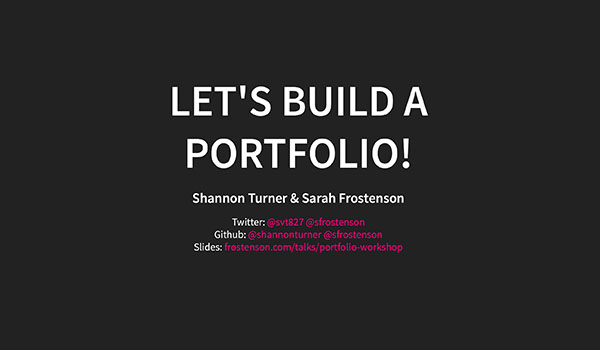 LET'S BUILD A
PORTFOLIO!
Shannon Turner & Sarah Frostenson
Twitter: @svt827 @sfrostenson
Github: @shannonturner @sfrostenson
Slides: frostenson.com/talks/portfolio-workshop